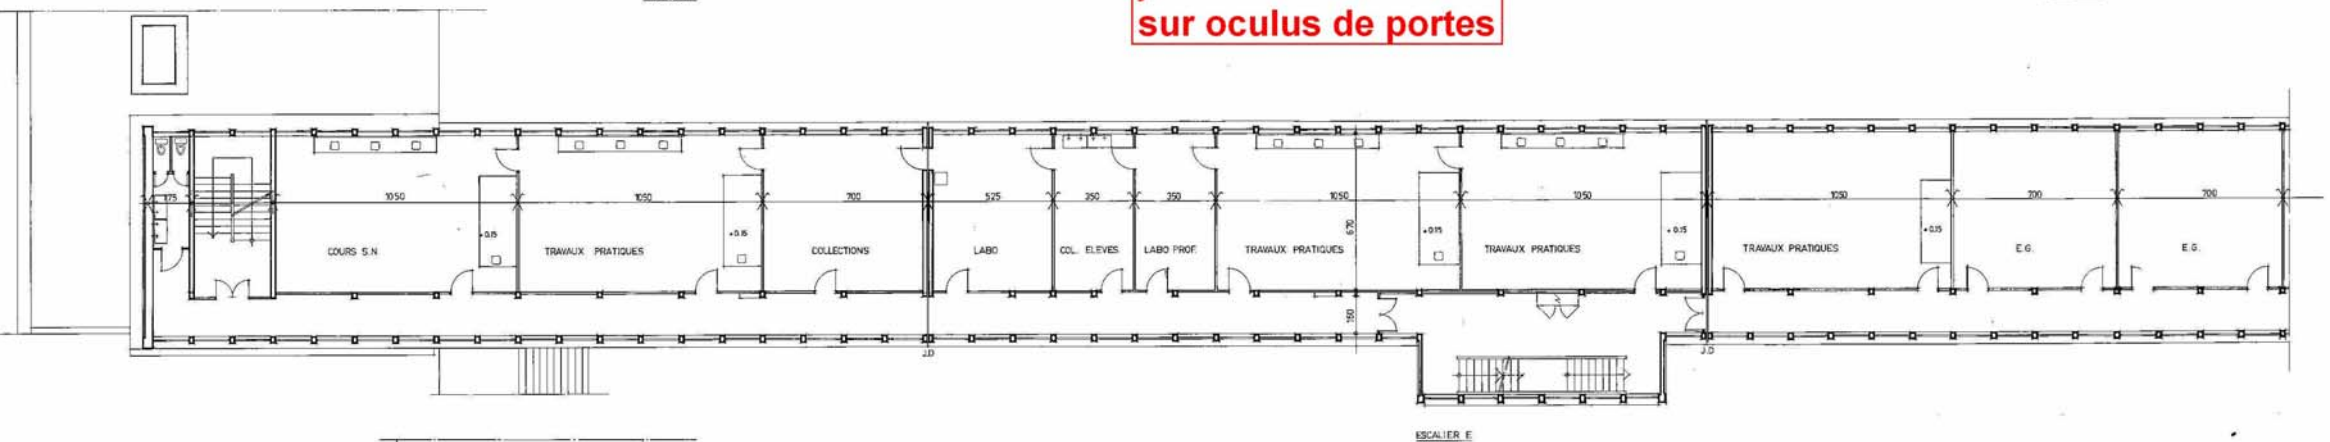 sur oculus de portes
175
1050
1050
700
525
350
350
1050
1050
1050
700
700
670
+0.15
+0.15
+0.15
+0.15
+0.15
COURS S.N.
TRAVAUX PRATIQUES
COLLECTIONS
LABO
COL. ELEVES.
LABO PROF.
TRAVAUX PRATIQUES
TRAVAUX PRATIQUES
TRAVAUX PRATIQUES
E.G.
E.G.
J.D
J.D
ESCALIER E